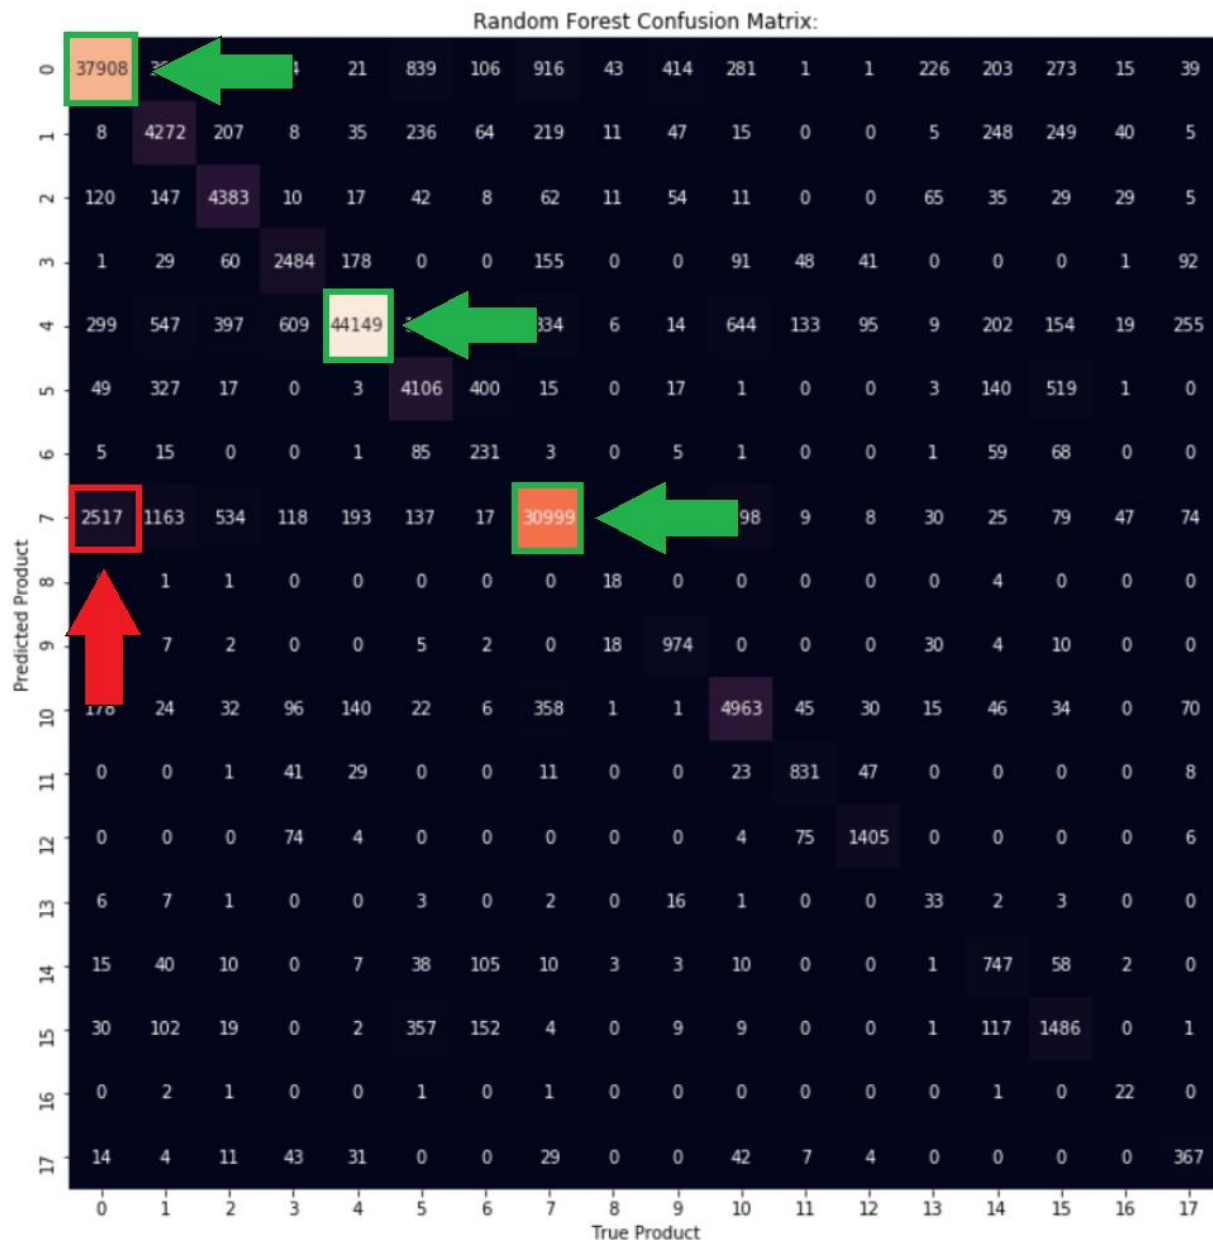 Random Forest Confusion Matrix:
0 37908 21 839 106 916 43 414 281 1 1 226 203 273 15 39
1 8 4272 207 8 35 236 64 219 11 47 15 0 0 5 248 249 40 5
2 120 147 4383 10 17 42 8 62 11 54 11 0 0 65 35 29 29 5
3 1 29 60 2484 178 0 0 155 0 0 91 48 41 0 0 0 1 92
4 299 547 397 609 44149 6 14 644 133 95 9 202 154 19 255
5 49 327 17 0 3 4106 400 15 0 17 1 0 0 3 140 519 1 0
6 5 15 0 0 1 85 231 3 0 5 1 0 0 1 59 68 0 0
7 2517 1163 534 118 193 137 17 30999 9 8 30 25 79 47 74
8 1 1 0 0 0 0 0 18 0 0 0 0 0 4 0 0 0
9 7 2 0 0 5 2 0 18 974 0 0 0 30 4 10 0 0
10 178 24 32 96 140 22 6 358 1 1 4963 45 30 15 46 34 0 70
11 0 0 1 41 29 0 0 11 0 0 23 831 47 0 0 0 0 8
12 0 0 0 74 4 0 0 0 0 0 4 75 1405 0 0 0 0 6
13 6 7 1 0 0 3 0 2 0 16 1 0 0 33 2 3 0 0
14 15 40 10 0 7 38 105 10 3 3 10 0 0 1 747 58 2 0
15 30 102 19 0 2 357 152 4 0 9 9 0 0 1 117 1486 0 1
16 0 2 1 0 0 1 0 1 0 0 0 0 0 0 1 0 22 0
17 14 4 11 43 31 0 0 29 0 0 42 7 4 0 0 0 0 367
0 1 2 3 4 5 6 7 8 9 10 11 12 13 14 15 16 17
Predicted Product
True Product